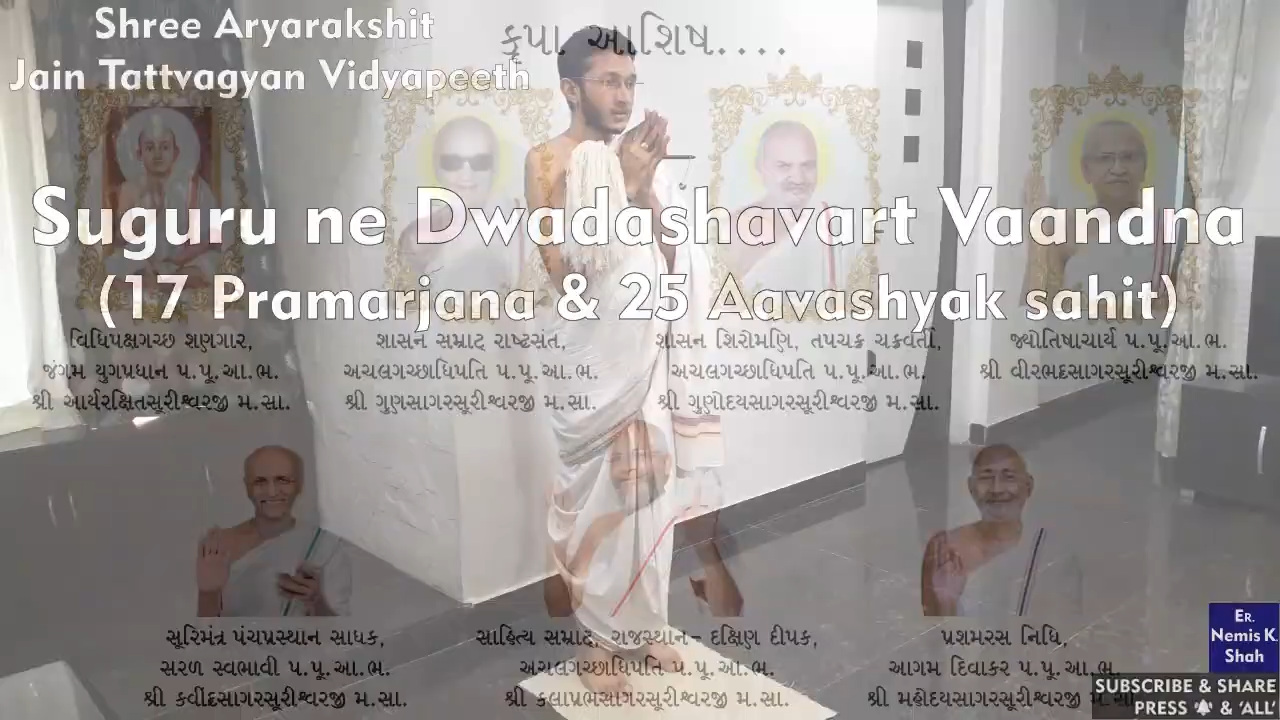 Shree Aryarakshit
Jain Tattvagyan Vidyapeeth
કૃપા આશિષ....
Suguru ne Dwadashavart Vaandna
(17 Pramarjana & 25 Aavashyak sahit)
વિધિપક્ષગચ્છ શણગાર,
જંગમ યુગપ્રધાન પ.પૂ.આ.ભ.
શ્રી આર્યરક્ષિતસૂરીશ્વરજી મ.સા.
શાસન સમ્રાટ્ રાષ્ટ્રસંત,
અચલગચ્છાધિપતિ પ.પૂ.આ.ભ.
શ્રી ગુણસાગરસૂરીશ્વરજી મ.સા.
શાસન શિરોમણિ, તપચક્ર ચક્રવર્તી,
અચલગચ્છાધિપતિ પ.પૂ.આ.ભ.
શ્રી ગુણોદયસાગરસૂરીશ્વરજી મ.સા.
જ્યોતિષાચાર્ય પ.પૂ.આ.ભ.
શ્રી વીરભદ્રસાગરસૂરીશ્વરજી મ.સા.
સૂરિમંત્ર પંચપ્રસ્થાન સાધક,
સરળ સ્વભાવી પ.પૂ.આ.ભ.
શ્રી કવીંદ્રસાગરસૂરીશ્વરજી મ.સા.
સાહિત્ય સમ્રાટ્, રાજસ્થાન- દક્ષિણ દીપક,
અચલગચ્છાધિપતિ પ.પૂ.આ.ભ.
શ્રી કલાપ્રભસાગરસૂરીશ્વરજી મ.સા.
પ્રશમરસ નિધિ,
આગમ દિવાકર પ.પૂ.આ.ભ.
શ્રી મહોદયસાગરસૂરીશ્વરજી મ.સા.
Er.
Nemis K.
Shah
SUBSCRIBE & SHARE
PRESS & 'ALL'